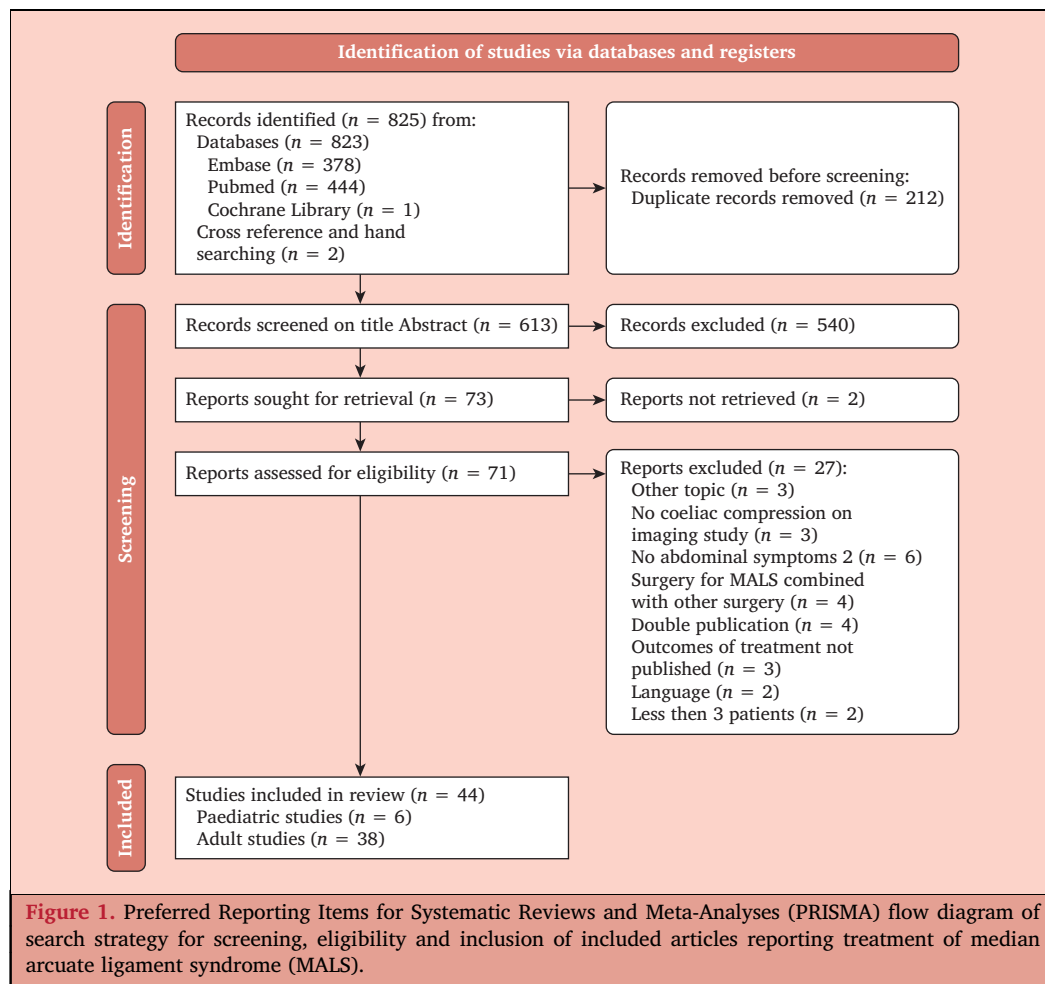 Identification of studies via databases and registers
Identification
Records identified (n = 825) from:
Databases (n = 823)
Embase (n = 378)
Pubmed (n = 444)
Cochrane Library (n = 1)
Cross reference and hand
searching (n = 2)
Records removed before screening:
Duplicate records removed (n = 212)
Screening
Records screened on title Abstract (n = 613)
Records excluded (n = 540)
Reports sought for retrieval (n = 73)
Reports not retrieved (n = 2)
Reports assessed for eligibility (n = 71)
Reports excluded (n = 27):
Other topic (n = 3)
No coeliac compression on
imaging study (n = 3)
No abdominal symptoms 2 (n = 6)
Surgery for MALS combined
with other surgery (n = 4)
Double publication (n = 4)
Outcomes of treatment not
published (n = 3)
Language (n = 2)
Less then 3 patients (n = 2)
Included
Studies included in review (n = 44)
Paediatric studies (n = 6)
Adult studies (n = 38)
Figure 1. Preferred Reporting Items for Systematic Reviews and Meta-Analyses (PRISMA) flow diagram of
search strategy for screening, eligibility and inclusion of included articles reporting treatment of median
arcuate ligament syndrome (MALS).